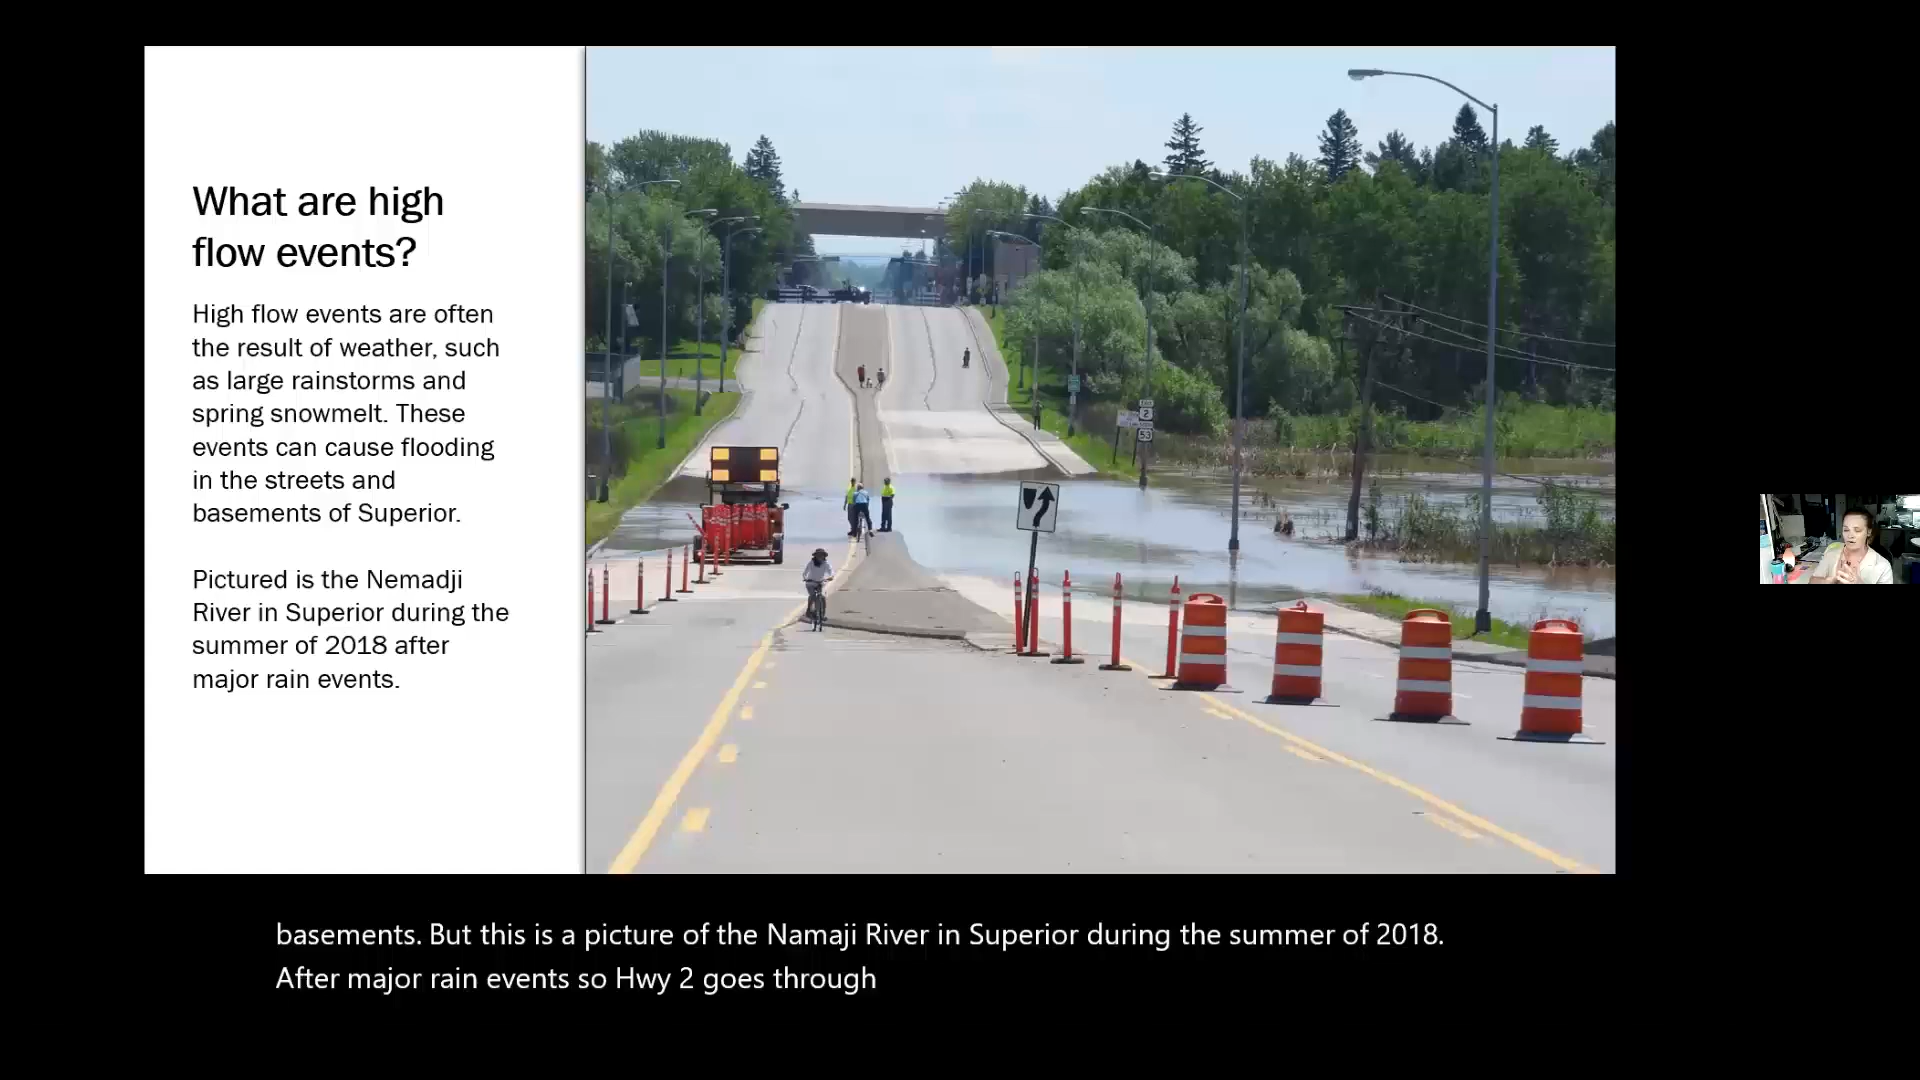 What are high
flow events?
High flow events are often
the result of weather, such
as large rainstorms and
spring snowmelt. These
events can cause flooding
in the streets and
basements of Superior.
Pictured is the Nemadji
River in Superior during the
summer of 2018 after
major rain events.
2
53
basements. But this is a picture of the Namaji River in Superior during the summer of 2018.
After major rain events so Hwy 2 goes through